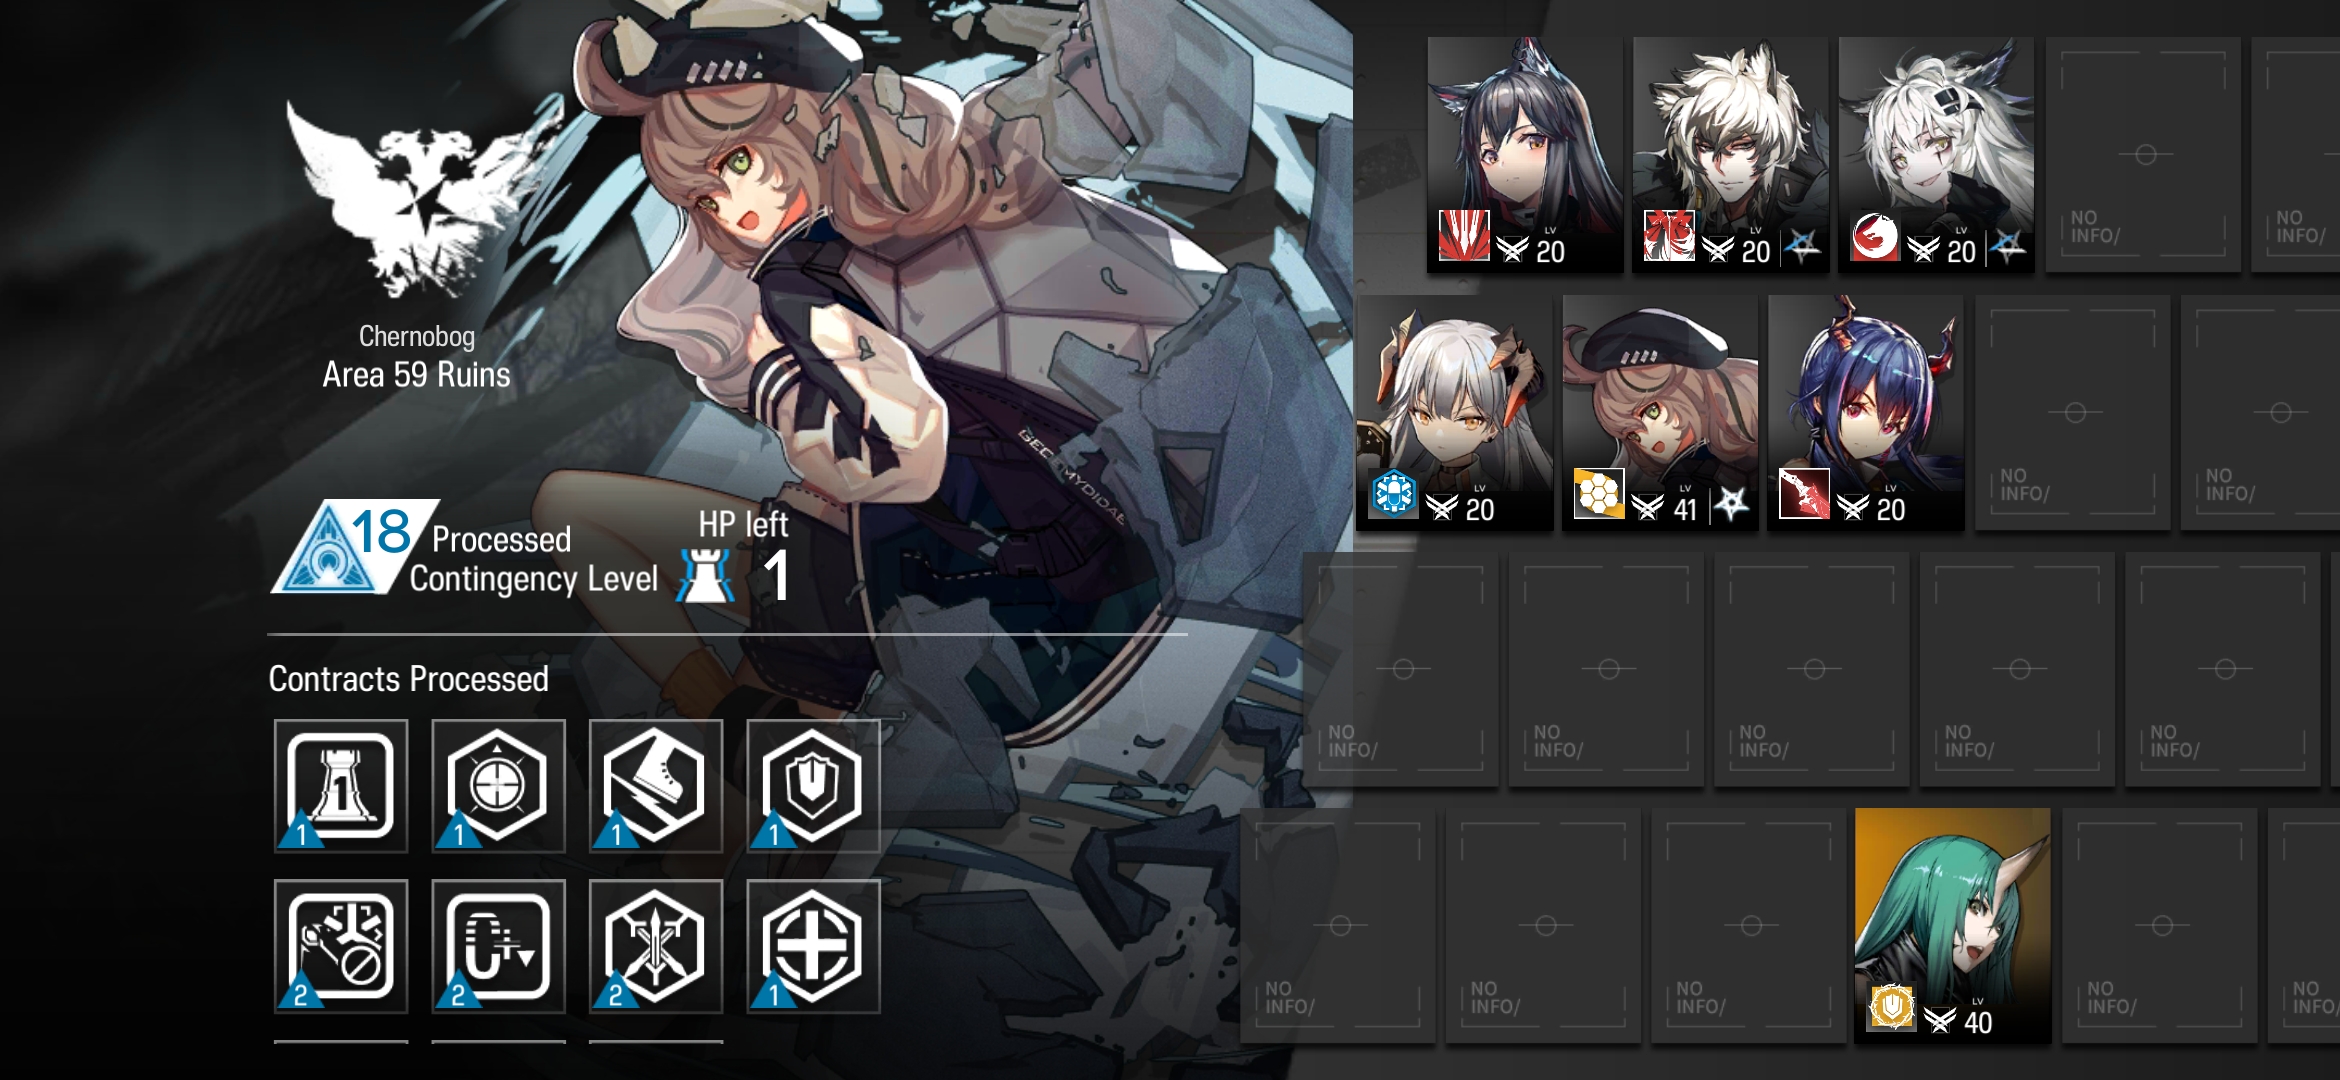 Chernobog
Area 59 Ruins
18
Processed
Contingency Level
HP left
1
Contracts Processed
1
1
1
1
1
2
2
2
1
GEOMYDIDAE
LV
20
LV
20
LV
20
NO
INFO/
NO
INFO/
LV
20
LV
41
LV
20
NO
INFO/
NO
INFO/
NO
INFO/
NO
INFO/
NO
INFO/
NO
INFO/
NO
INFO/
NO
INFO/
NO
INFO/
NO
INFO/
LV
40
NO
INFO/
NO
INFO/